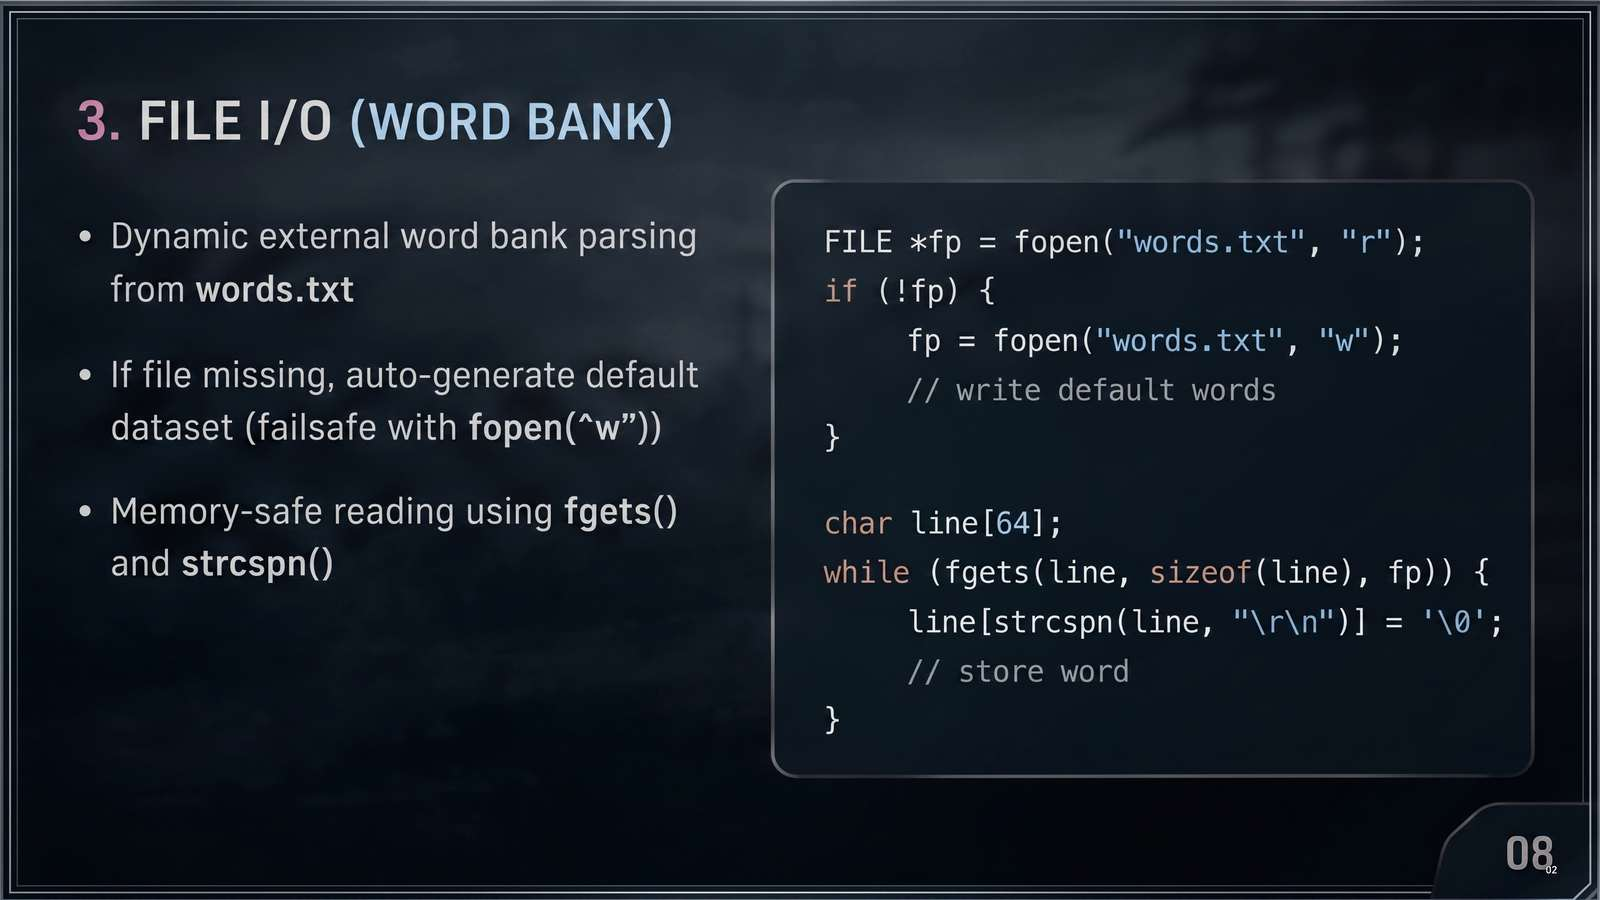 3. FILE I/O (WORD BANK)
• Dynamic external word bank parsing
from words.txt
• If file missing, auto-generate default
dataset (failsafe with fopen(^w”))
• Memory-safe reading using fgets()
and strcspn()
FILE *fp = fopen("words.txt", "r");
if (!fp) {
fp = fopen("words.txt", "w");
// write default words
}
char line[64];
while (fgets(line, sizeof(line), fp)) {
line[strcspn(line, "\r\n")] = '\0';
// store word
}
08
02